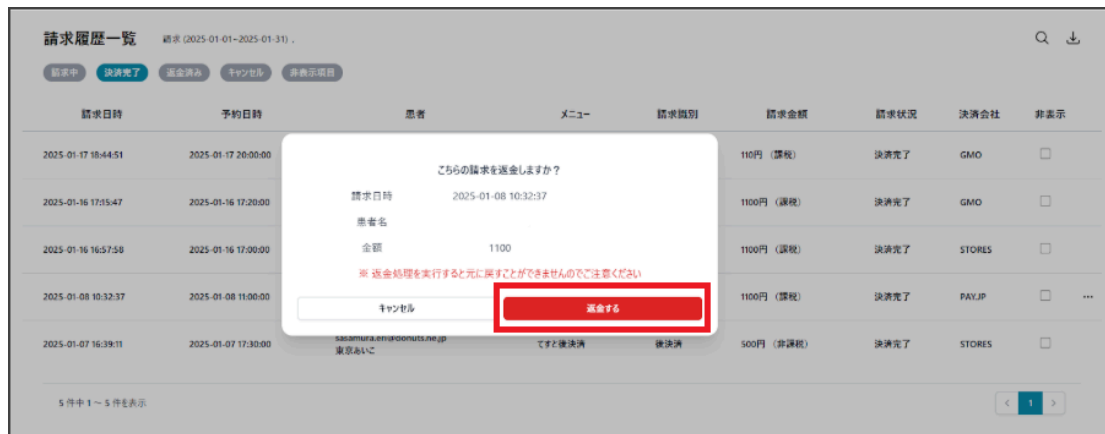 請求履歴一覧 請求 (2025-01-01~2025-01-31) .
請求中 決済完了 返金済み キャンセル 非表示項目
請求日時 予約日時 患者 メニュー 請求識別 請求金額 請求状況 決済会社 非表示
2025-01-17 18:44:51 2025-01-17 20:00:00 110円 (課税) 決済完了 GMO
2025-01-16 17:15:47 2025-01-16 17:20:00 1100円 (課税) 決済完了 GMO
2025-01-16 16:57:58 2025-01-16 17:00:00 1100円 (課税) 決済完了 STORES
2025-01-08 10:32:37 2025-01-08 11:00:00 1100円 (課税) 決済完了 PAY.JP ...
こちらの請求を返金しますか？
請求日時 2025-01-08 10:32:37
患者名
金額 1100
※ 返金処理を実行すると元に戻すことができませんのでご注意ください
キャンセル 返金する
2025-01-07 16:39:11 2025-01-07 17:30:00 sasamura.eri@donuts.ne.jp てすと後決済 後決済 500円 (非課税) 決済完了 STORES
東京あいこ
5 件中 1 ～ 5 件を表示 < 1 >